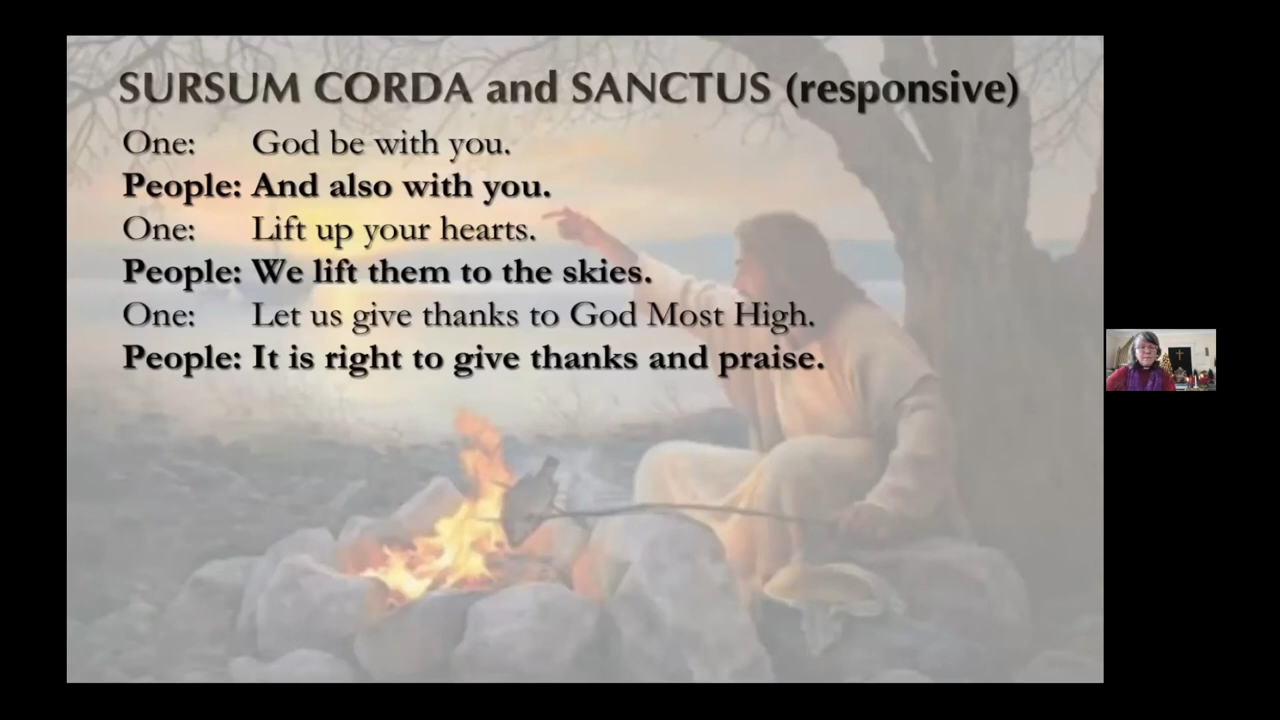 SURSUM CORDA and SANCTUS (responsive)
One: God be with you.
People: And also with you.
One: Lift up your hearts.
People: We lift them to the skies.
One: Let us give thanks to God Most High.
People: It is right to give thanks and praise.